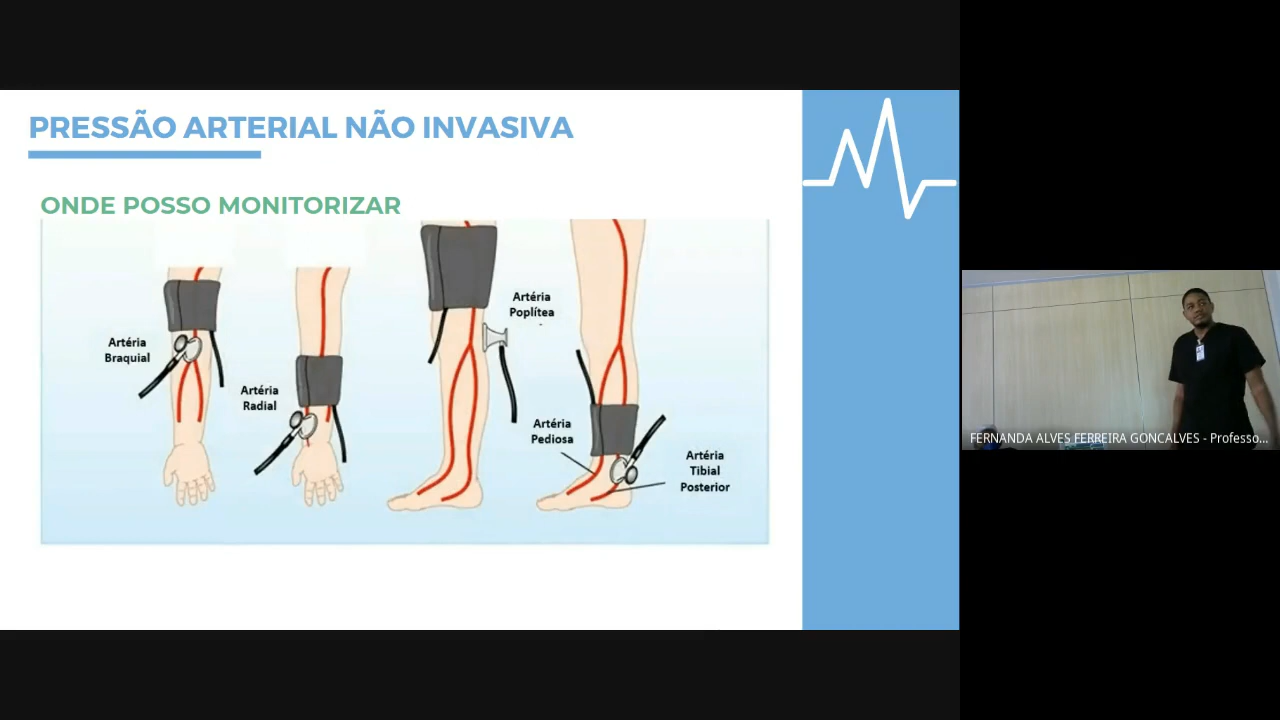 PRESSÃO ARTERIAL NÃO INVASIVA
ONDE POSSO MONITORIZAR
Artéria
Braquial
Artéria
Radial
Artéria
Poplítea
Artéria
Pediosa
Artéria
Tibial
Posterior
FERNANDA ALVES FERREIRA GONCALVES - Professo...